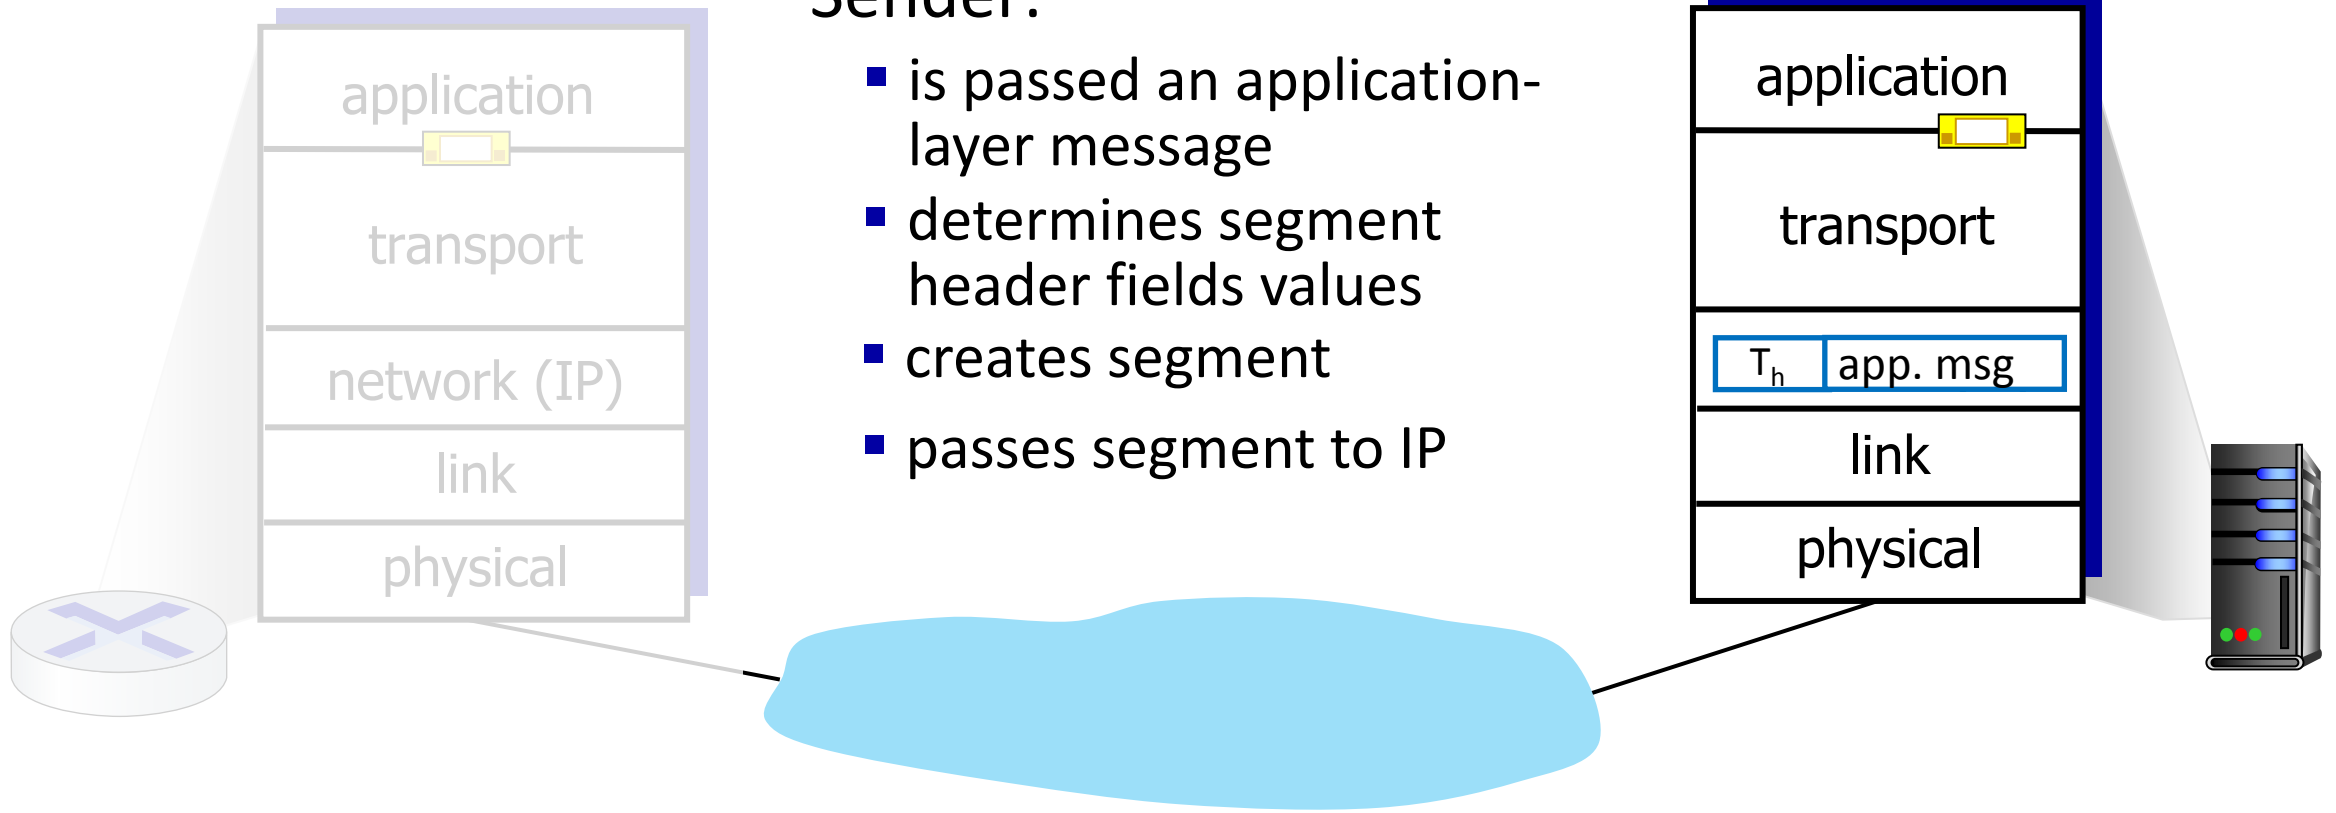 application
transport
network (IP)
link
physical
Sender:
is passed an application-
layer message
determines segment
header fields values
creates segment
passes segment to IP
application
transport
Th app. msg
link
physical